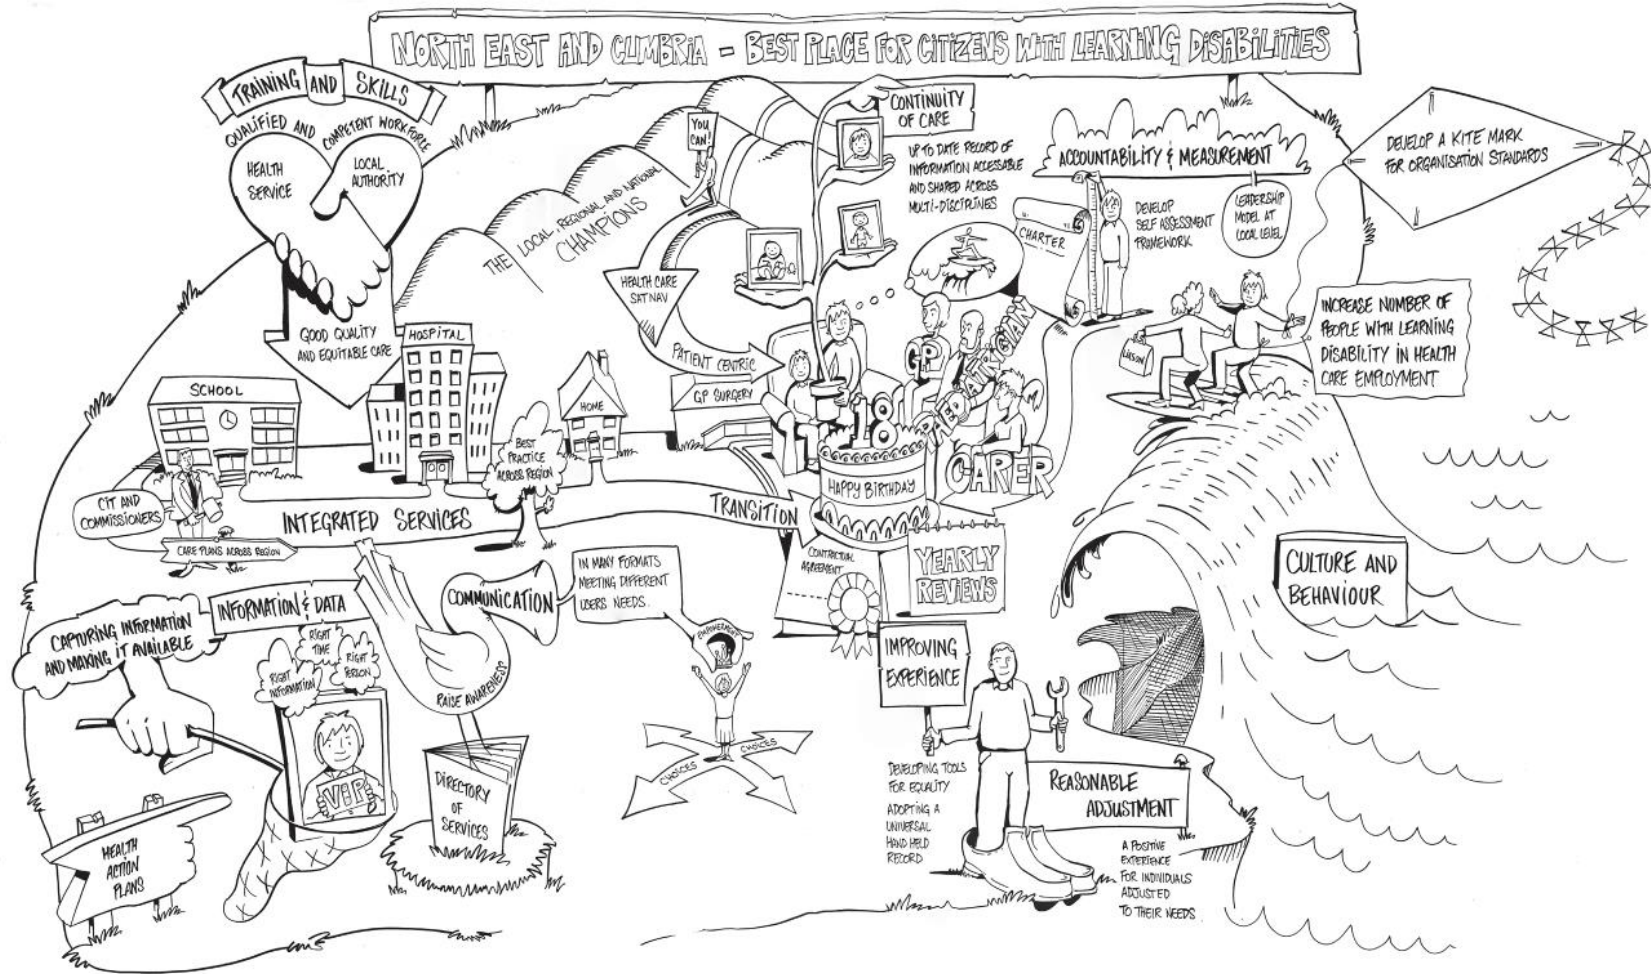 NORTH EAST AND CUMBRIA - BEST PLACE FOR CITIZENS WITH LEARNING DISABILITIES
TRAINING AND SKILLS
QUALIFIED AND COMPETENT WORKFORCE
HEALTH
SERVICE
LOCAL
AUTHORITY
GOOD QUALITY
AND EQUITABLE CARE
THE LOCAL, REGIONAL AND NATIONAL
CHAMPIONS
YOU
CAN!
CONTINUITY
OF CARE
UP TO DATE RECORD OF
INFORMATION ACCESSABLE
AND SHARED ACROSS
MULTI-DISCIPLINES
ACCOUNTABILITY & MEASUREMENT
CHARTER
DEVELOP
SELF ASSESSMENT
FRAMEWORK
LEADERSHIP
MODEL AT
LOCAL LEVEL
DEVELOP A KITE MARK
FOR ORGANISATION STANDARDS
INCREASE NUMBER OF
PEOPLE WITH LEARNING
DISABILITY IN HEALTH
CARE EMPLOYMENT
HEALTH CARE
SAT NAV
PATIENT CENTRIC
GP SURGERY
SCHOOL
HOSPITAL
HOME
BEST
PRACTICE
ACROSS REGION
CIT AND
COMMISSIONERS
CARE PLANS ACROSS REGION
INTEGRATED SERVICES
TRANSITION
GP
PAEDIATRICIAN
CARER
18
HAPPY BIRTHDAY
CONTRACTUAL
AGREEMENT
YEARLY
REVIEWS
CULTURE AND
BEHAVIOUR
CAPTURING INFORMATION
AND MAKING IT AVAILABLE
INFORMATION & DATA
RIGHT
TIME
RIGHT
INFORMATION
RIGHT
PERSON
VIP
HEALTH
ACTION
PLANS
COMMUNICATION
RAISE AWARENESS
IN MANY FORMATS
MEETING DIFFERENT
USERS NEEDS.
DIRECTORY
OF
SERVICES
EMPOWERMENT
CHOICES
CHOICES
IMPROVING
EXPERIENCE
DEVELOPING TOOLS
FOR EQUALITY
ADOPTING A
UNIVERSAL
HAND HELD
RECORD
REASONABLE
ADJUSTMENT
A POSITIVE
EXPERIENCE
FOR INDIVIDUALS
ADJUSTED
TO THEIR NEEDS